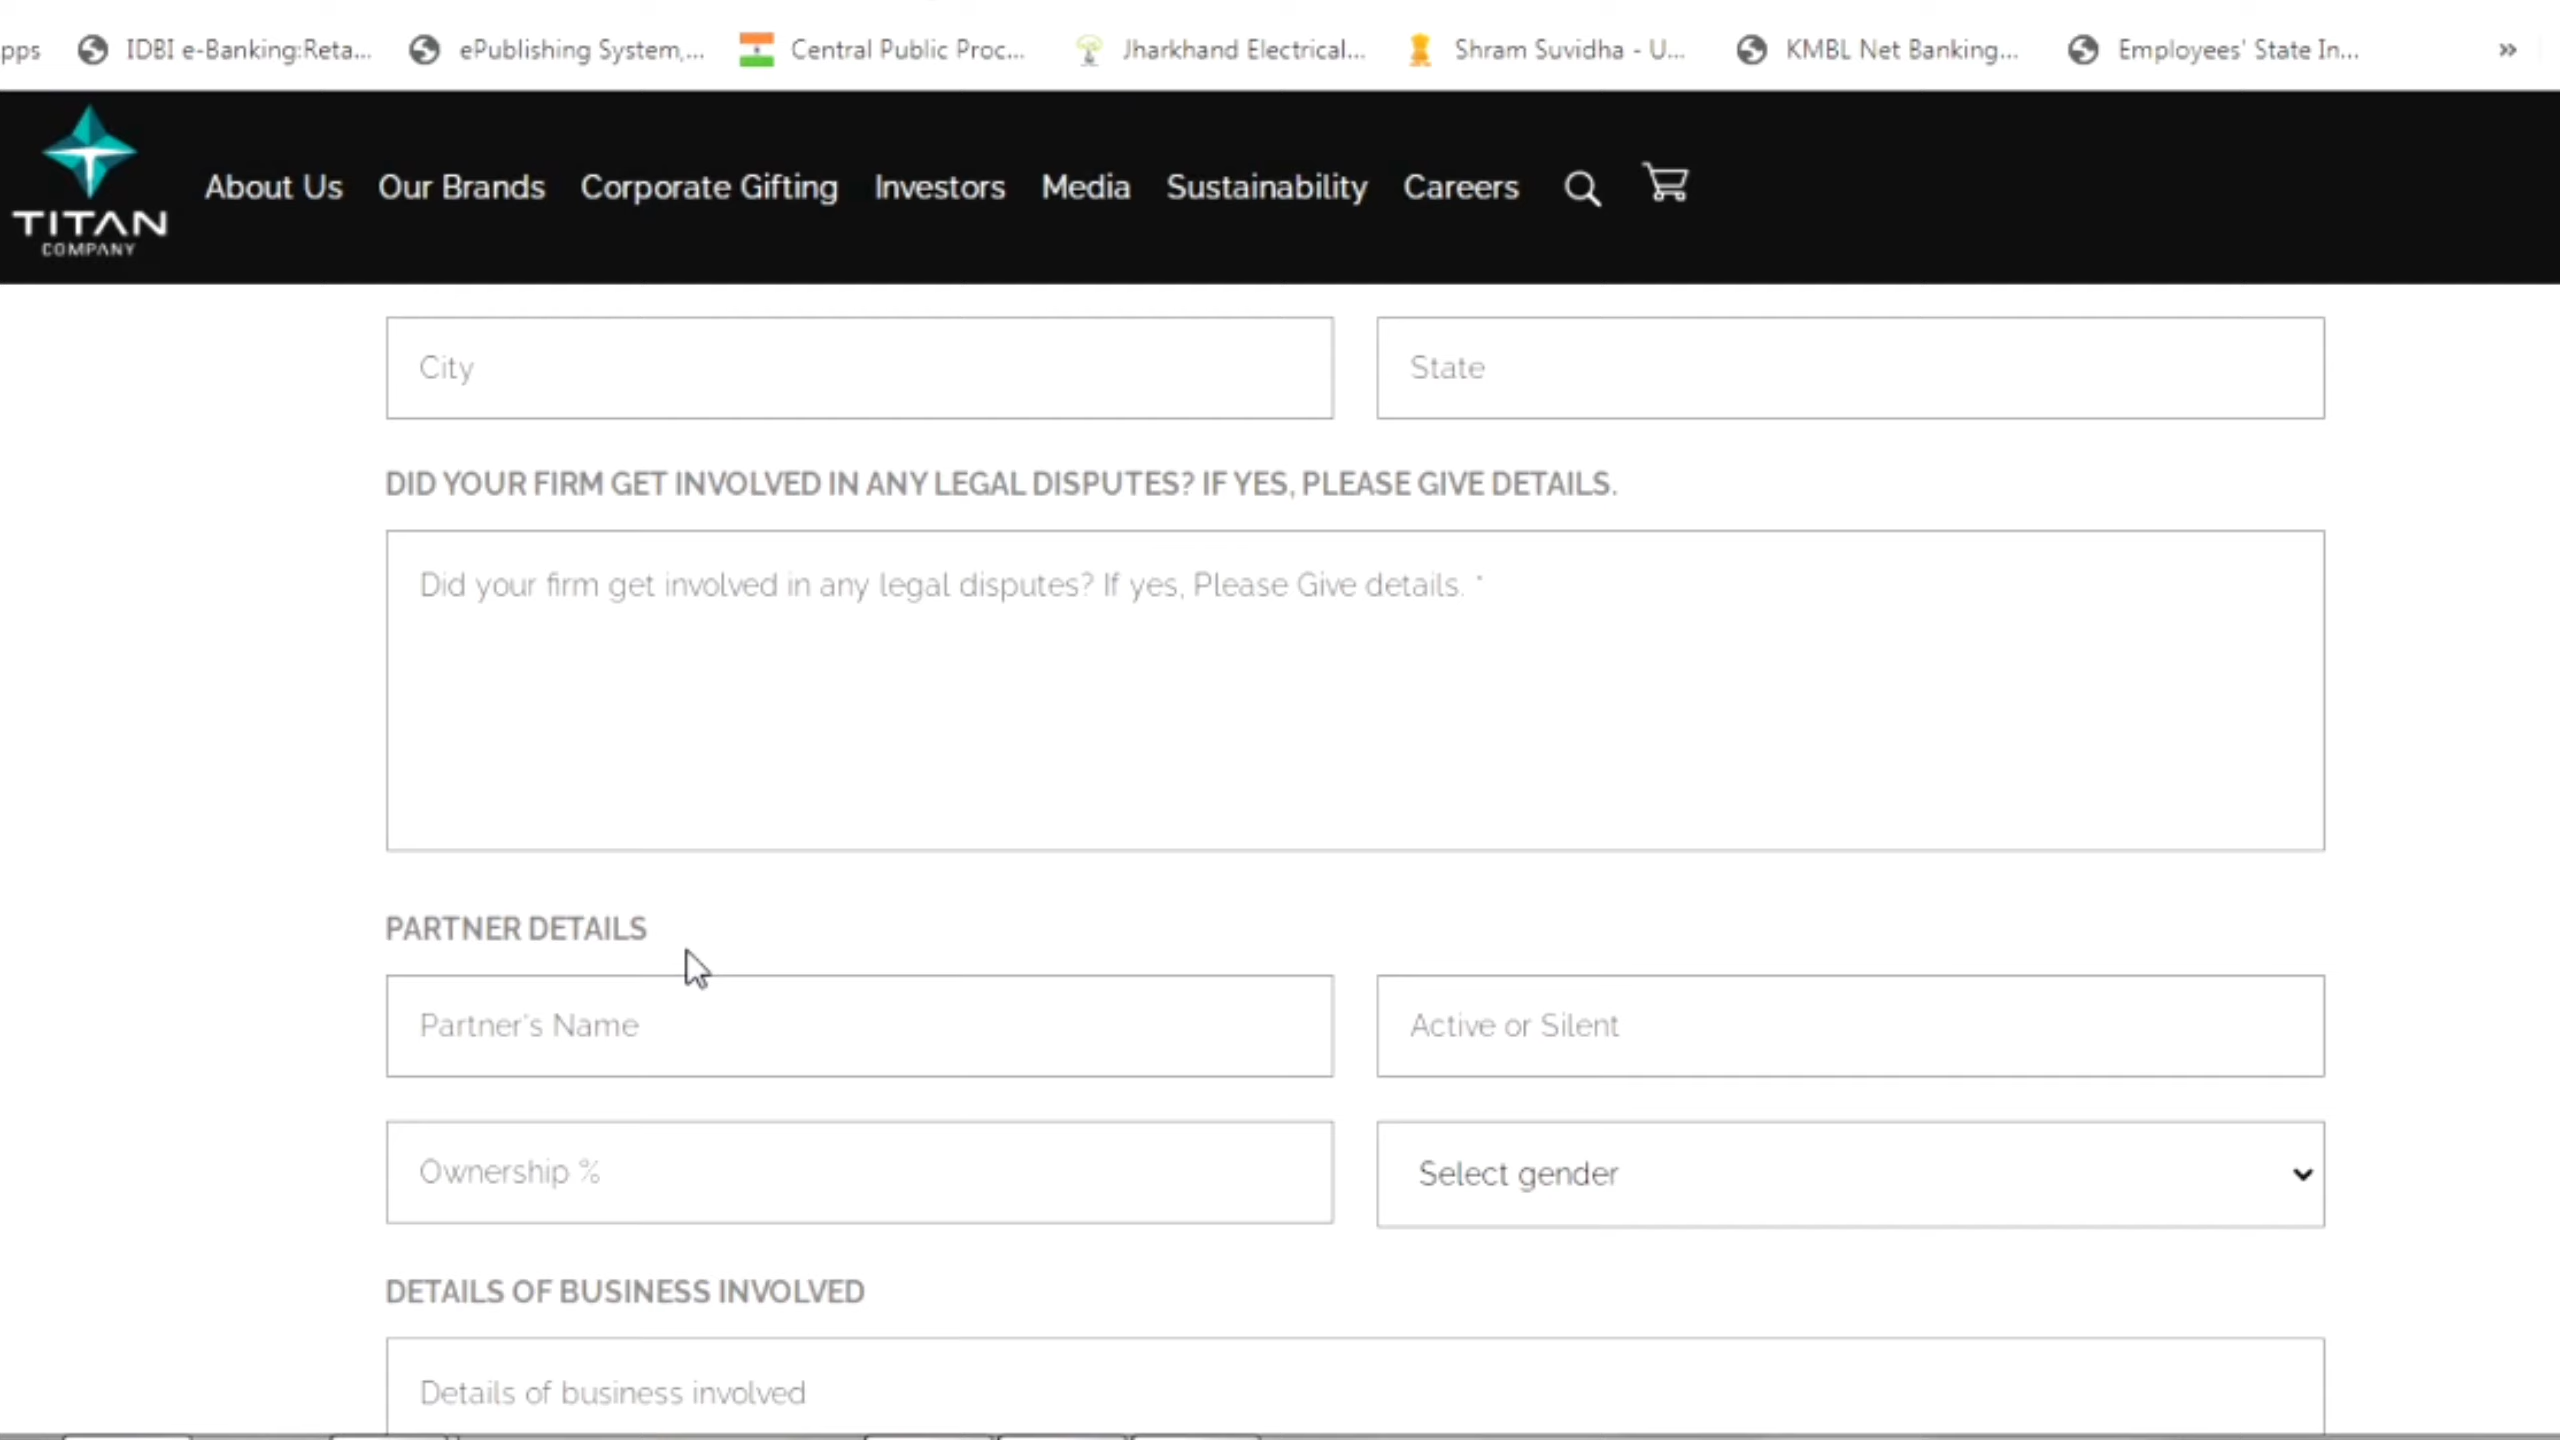 pps IDBI e-Banking:Reta... ePublishing System,... Central Public Proc... Jharkhand Electrical... Shram Suvidha - U... KMBL Net Banking... Employees' State In... »
TITAN
COMPANY
About Us Our Brands Corporate Gifting Investors Media Sustainability Careers
City State
DID YOUR FIRM GET INVOLVED IN ANY LEGAL DISPUTES? IF YES, PLEASE GIVE DETAILS.
Did your firm get involved in any legal disputes? If yes, Please Give details. *
PARTNER DETAILS
Partner's Name Active or Silent
Ownership % Select gender
DETAILS OF BUSINESS INVOLVED
Details of business involved